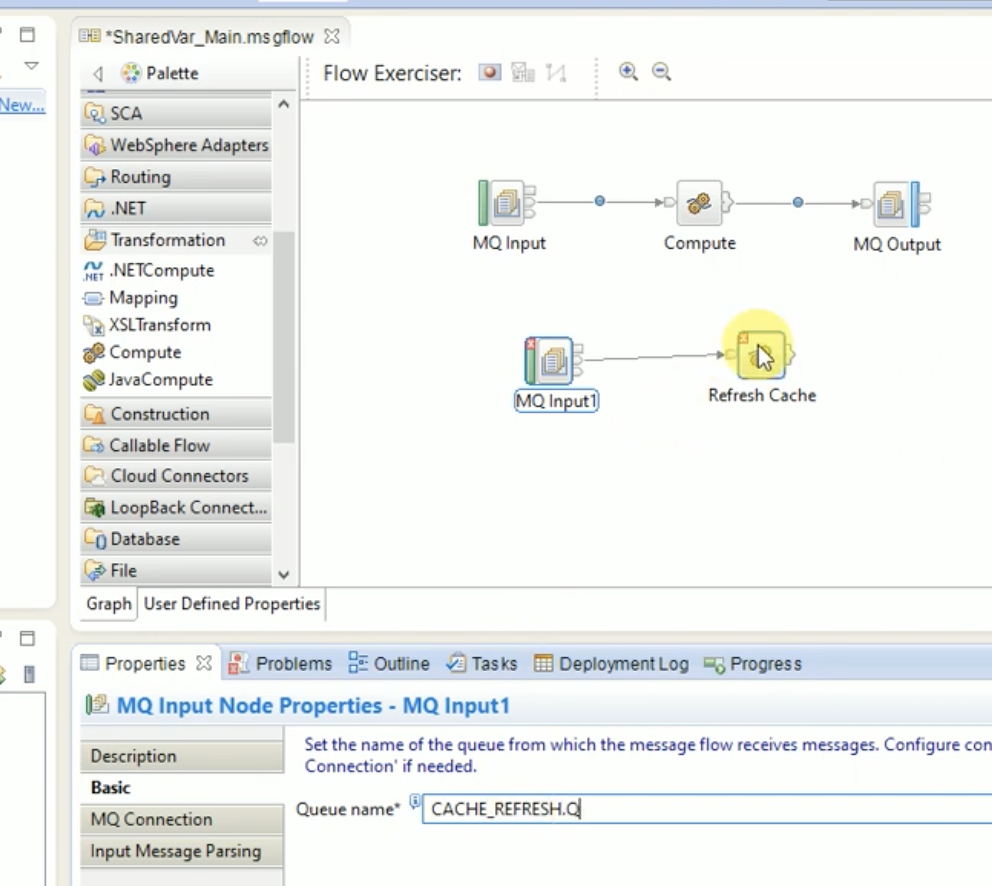 *SharedVar_Main.msgflow
New...
Palette
Flow Exerciser:
SCA
WebSphere Adapters
Routing
.NET
Transformation
.NETCompute
Mapping
XSLTransform
Compute
JavaCompute
Construction
Callable Flow
Cloud Connectors
LoopBack Connect...
Database
File
MQ Input
Compute
MQ Output
MQ Input1
Refresh Cache
Graph
User Defined Properties
Properties
Problems
Outline
Tasks
Deployment Log
Progress
MQ Input Node Properties - MQ Input1
Description
Basic
MQ Connection
Input Message Parsing
Set the name of the queue from which the message flow receives messages. Configure con
Connection' if needed.
Queue name*
CACHE_REFRESH.Q